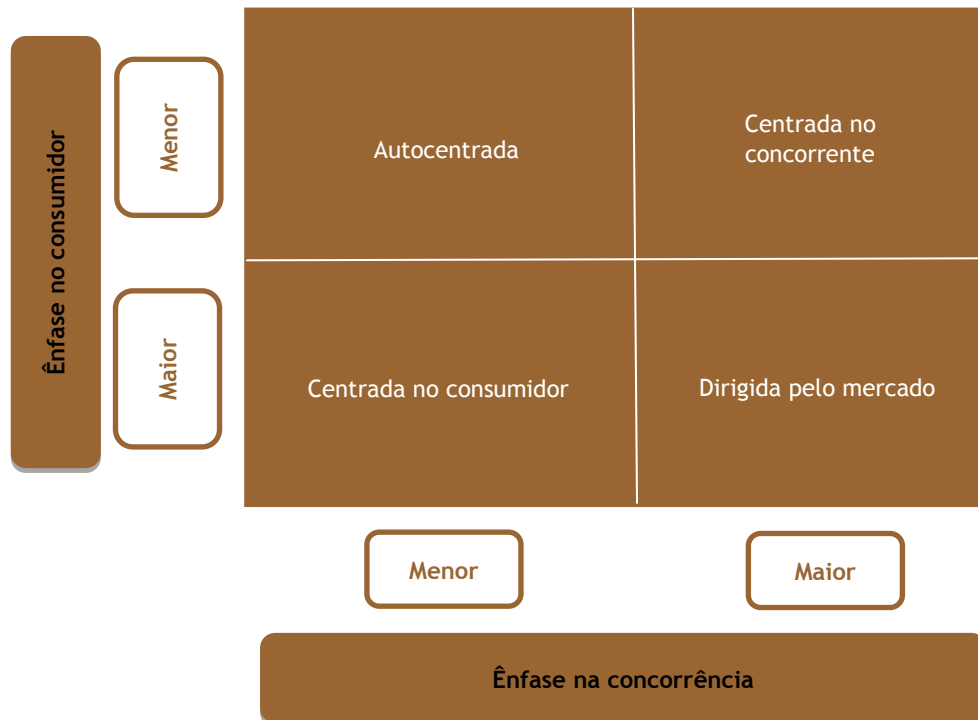 Ênfase no consumidor
Menor
Autocentrada
Centrada no
concorrente
Maior
Centrada no consumidor
Dirigida pelo mercado
Menor
Maior
Ênfase na concorrência